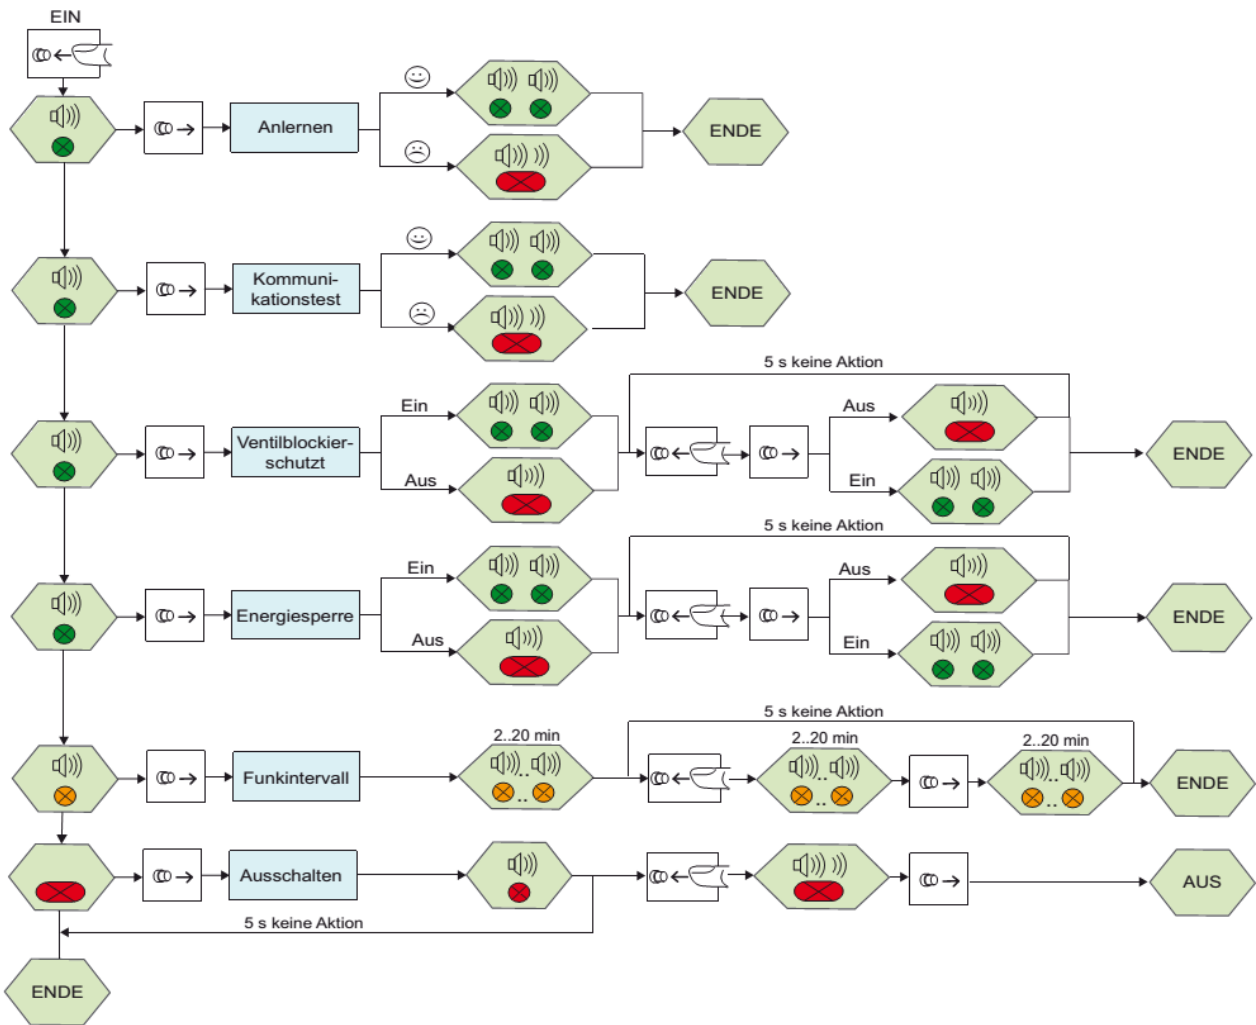 EIN
Anlernen
ENDE
Kommuni-
kationstest
ENDE
5 s keine Aktion
Ein
Aus
Ventilblockier-
schutzt
Aus
Ein
ENDE
5 s keine Aktion
Ein
Aus
Energiesperre
Aus
Ein
ENDE
5 s keine Aktion
2..20 min
2..20 min
2..20 min
Funkintervall
..
..
..
..
..
..
ENDE
Ausschalten
AUS
5 s keine Aktion
ENDE